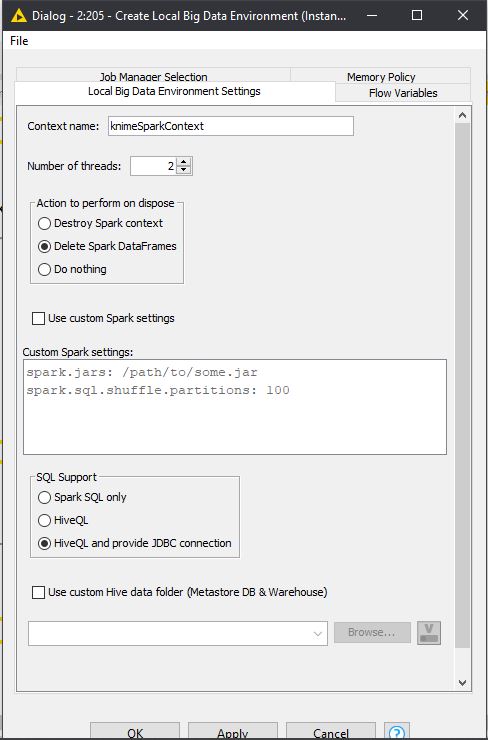 Dialog - 2:205 - Create Local Big Data Environment (Instan...
File
Job Manager Selection
Memory Policy
Local Big Data Environment Settings
Flow Variables
Context name: knimeSparkContext
Number of threads: 2
Action to perform on dispose
Destroy Spark context
Delete Spark DataFrames
Do nothing
Use custom Spark settings
Custom Spark settings:
spark.jars: /path/to/some.jar
spark.sql.shuffle.partitions: 100
SQL Support
Spark SQL only
HiveQL
HiveQL and provide JDBC connection
Use custom Hive data folder (Metastore DB & Warehouse)
Browse... V
OK Apply Cancel ?